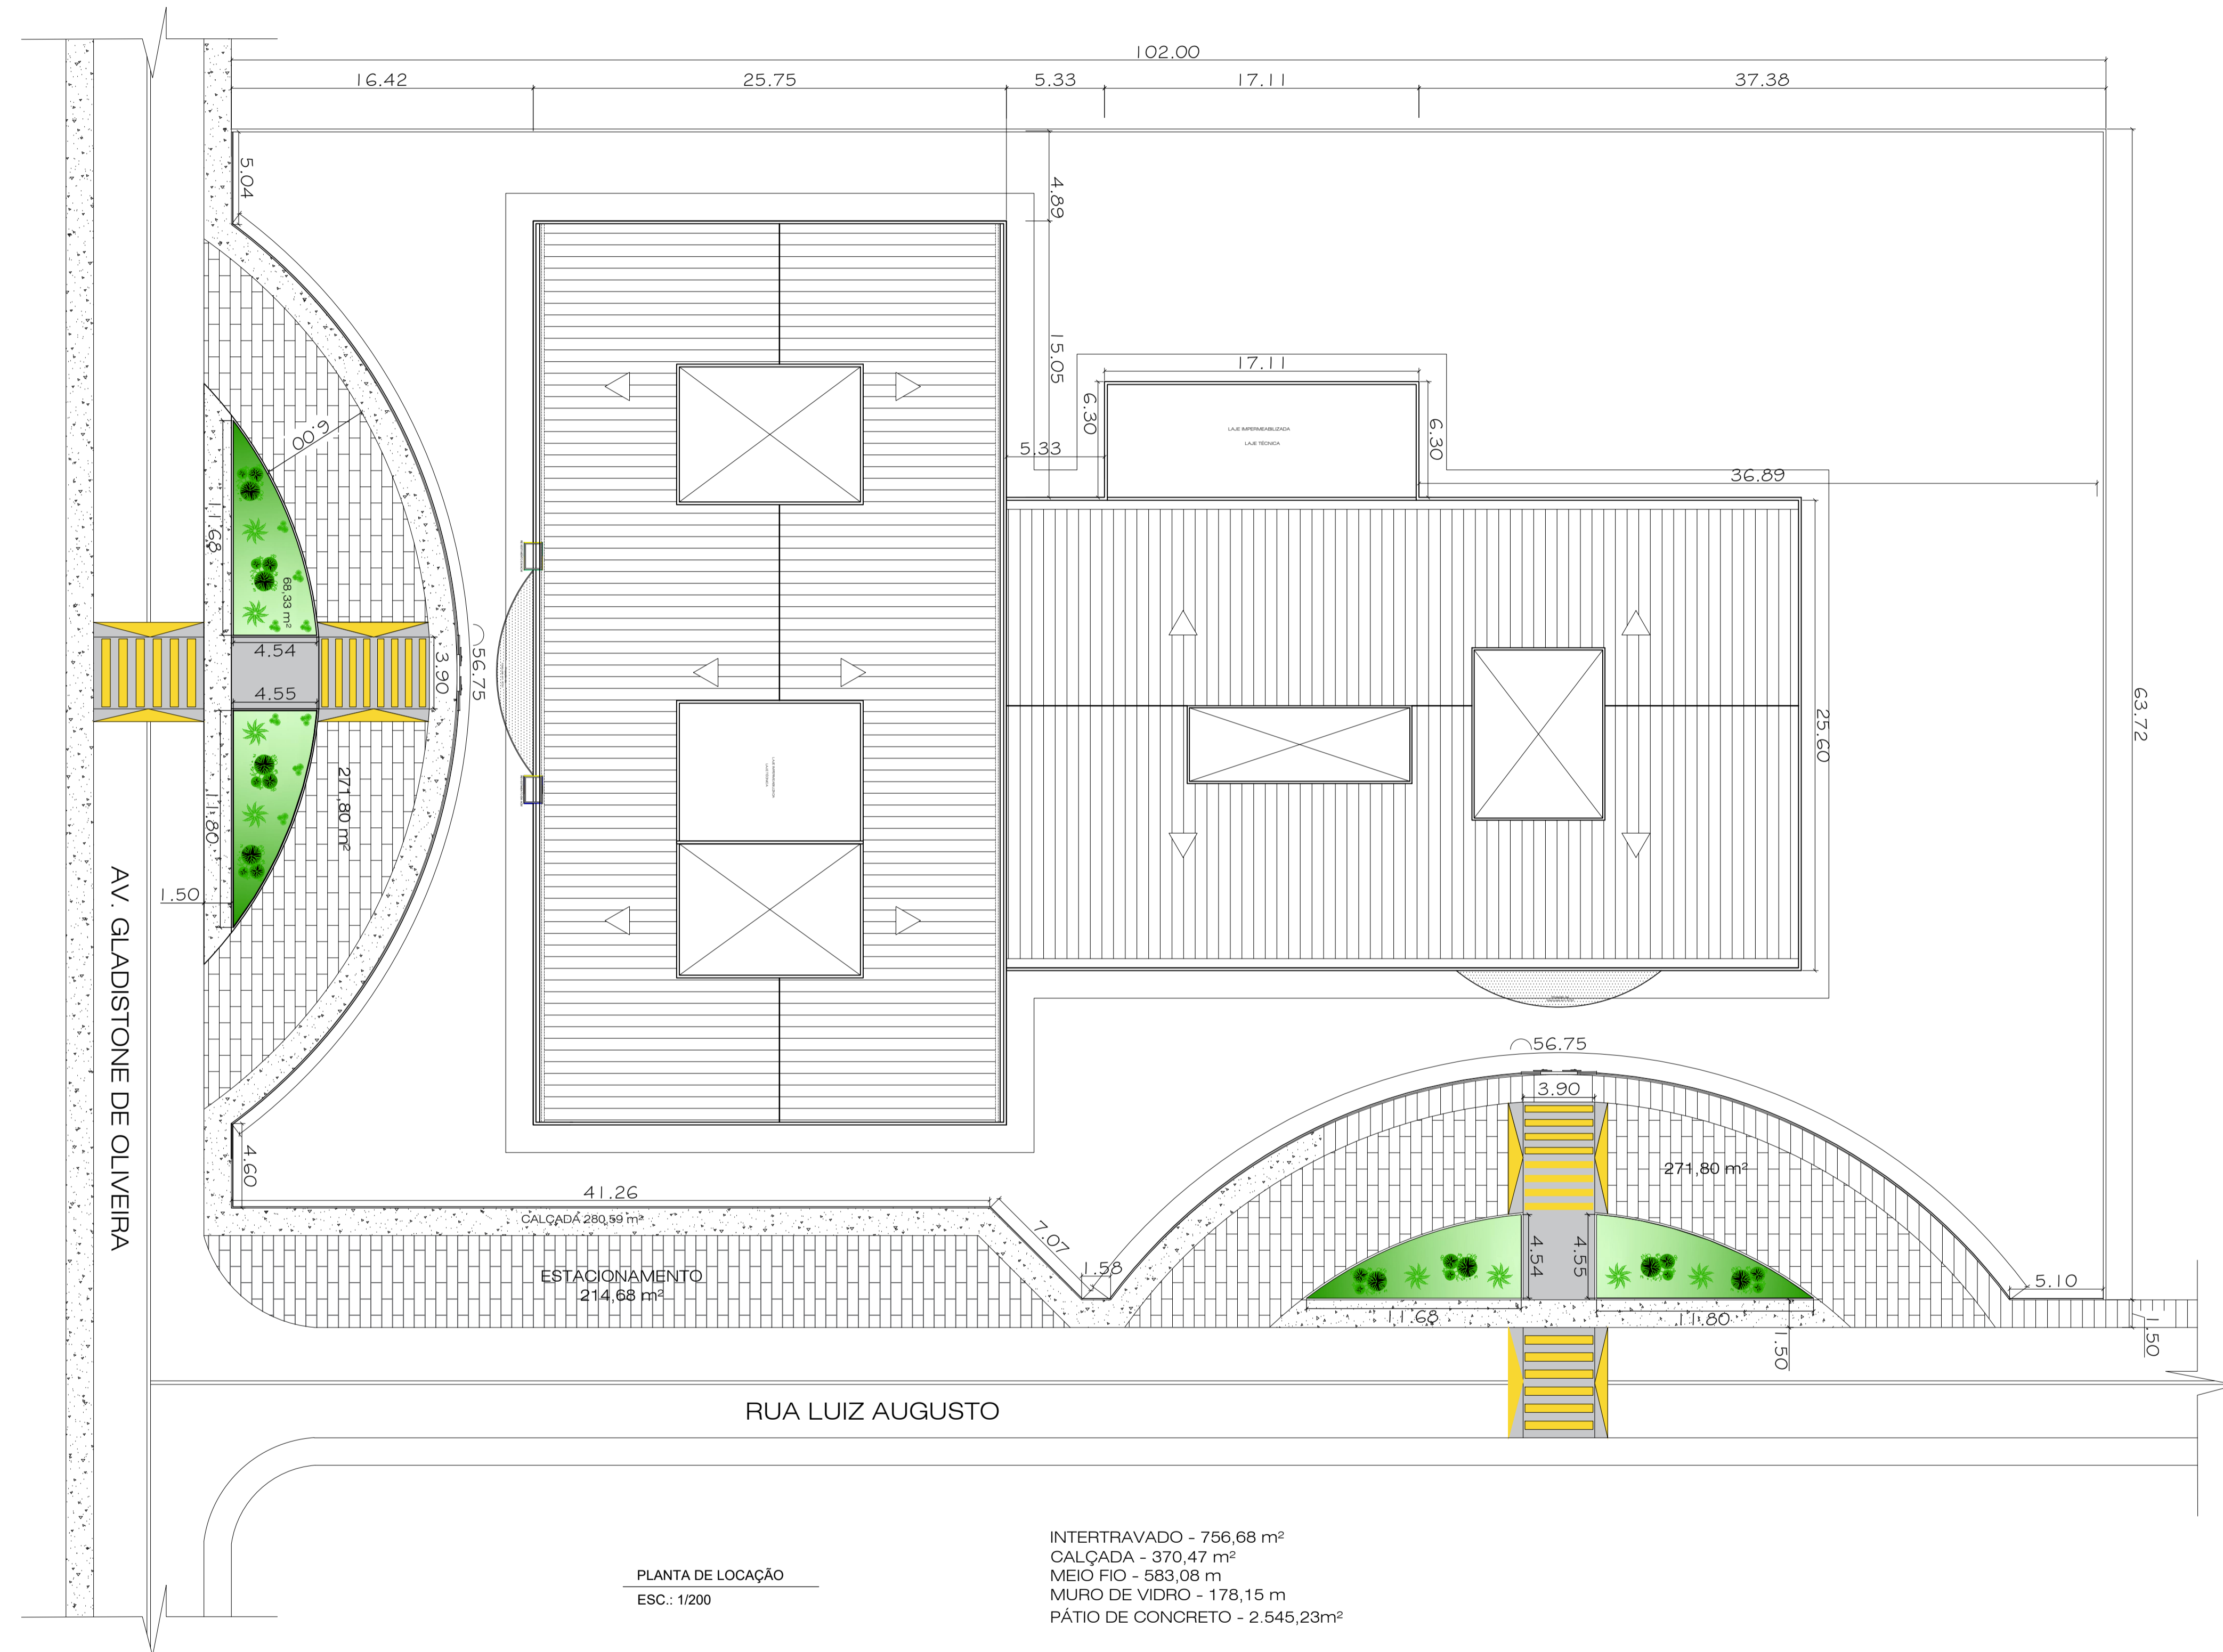 102.00
16.42
25.75
5.33
17.11
37.38
5.04
4.89
15.05
17.11
6.30
6.30
LAJE IMPERMEABILIZADA
LAJE TÉCNICA
5.33
36.89
6.00
11.68
68,33 m²
4.54
4.55
3.90
56.75
271,80 m²
11.80
1.50
63.72
25.60
AV. GLADISTONE DE OLIVEIRA
4.60
41.26
CALÇADA 280,59 m²
7.07
1.58
ESTACIONAMENTO
214,68 m²
56.75
3.90
271,80 m²
4.54
4.55
11.68
11.80
5.10
1.50
1.50
RUA LUIZ AUGUSTO
PLANTA DE LOCAÇÃO
ESC.: 1/200
INTERTRAVADO - 756,68 m²
CALÇADA - 370,47 m²
MEIO FIO - 583,08 m
MURO DE VIDRO - 178,15 m
PÁTIO DE CONCRETO - 2.545,23m²